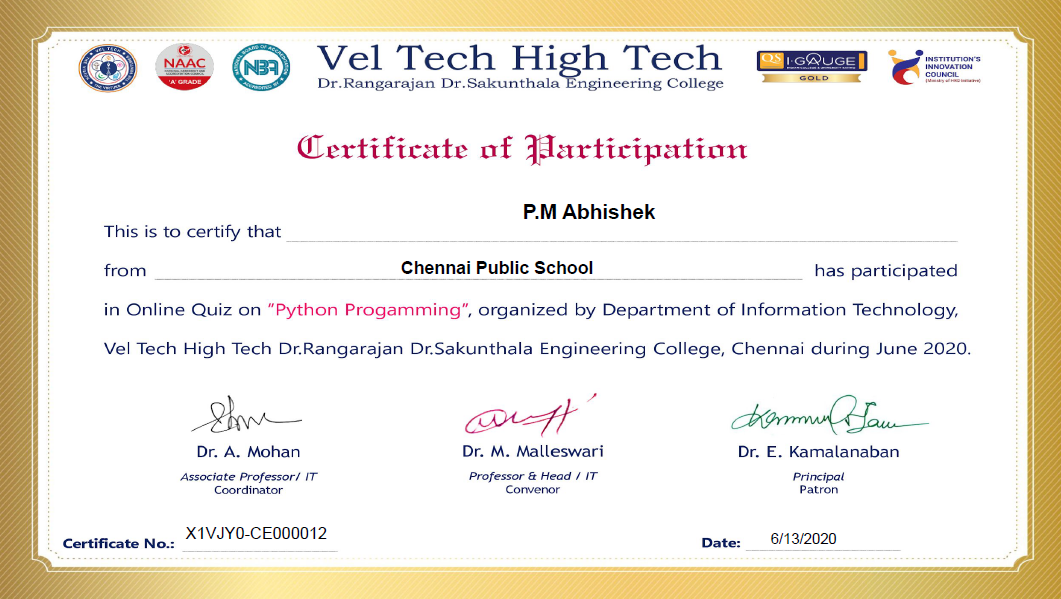 Vel Tech High Tech
Dr.Rangarajan Dr.Sakunthala Engineering College
NAAC
'A' GRADE
NBA
QS I·GAUGE
GOLD
INSTITUTION'S
INNOVATION
COUNCIL
(Ministry of HRD Initiative)
Certificate of Participation
P.M Abhishek
This is to certify that
from Chennai Public School has participated
in Online Quiz on “Python Progamming”, organized by Department of Information Technology,
Vel Tech High Tech Dr.Rangarajan Dr.Sakunthala Engineering College, Chennai during June 2020.
Dr. A. Mohan
Associate Professor/ IT
Coordinator
Dr. M. Malleswari
Professor & Head / IT
Convenor
Dr. E. Kamalanaban
Principal
Patron
Certificate No.: X1VJY0-CE000012
Date: 6/13/2020